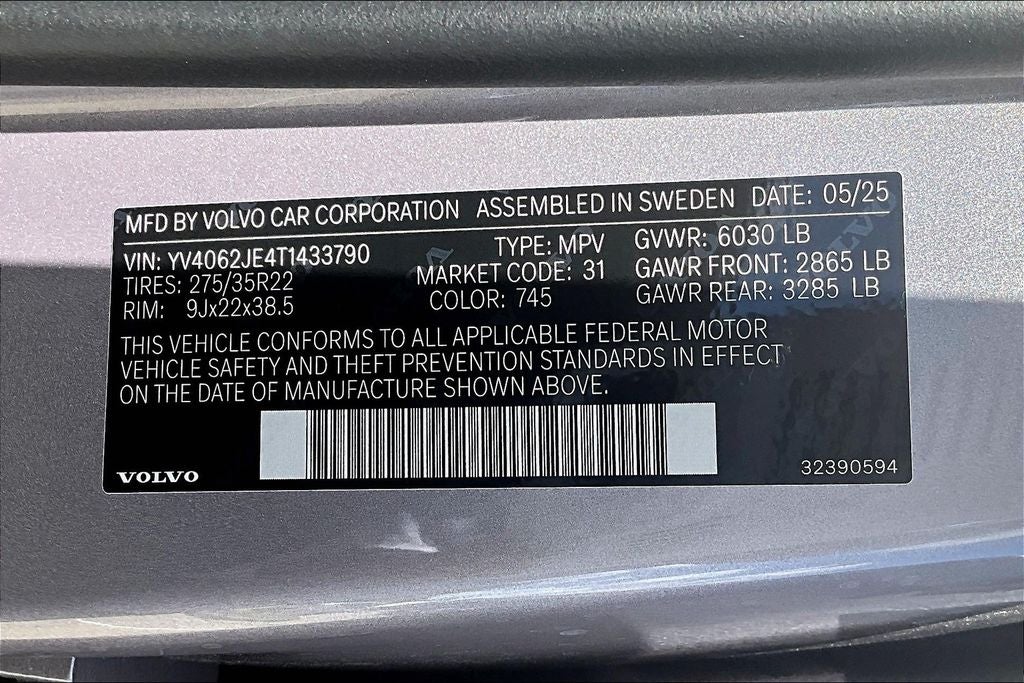 MFD BY VOLVO CAR CORPORATION ASSEMBLED IN SWEDEN DATE: 05/25
VIN: YV4062JE4T1433790 TYPE: MPV GVWR: 6030 LB
TIRES: 275/35R22 MARKET CODE: 31 GAWR FRONT: 2865 LB
RIM: 9Jx22x38.5 COLOR: 745 GAWR REAR: 3285 LB
THIS VEHICLE CONFORMS TO ALL APPLICABLE FEDERAL MOTOR
VEHICLE SAFETY AND THEFT PREVENTION STANDARDS IN EFFECT
ON THE DATE OF MANUFACTURE SHOWN ABOVE.
VOLVO 32390594